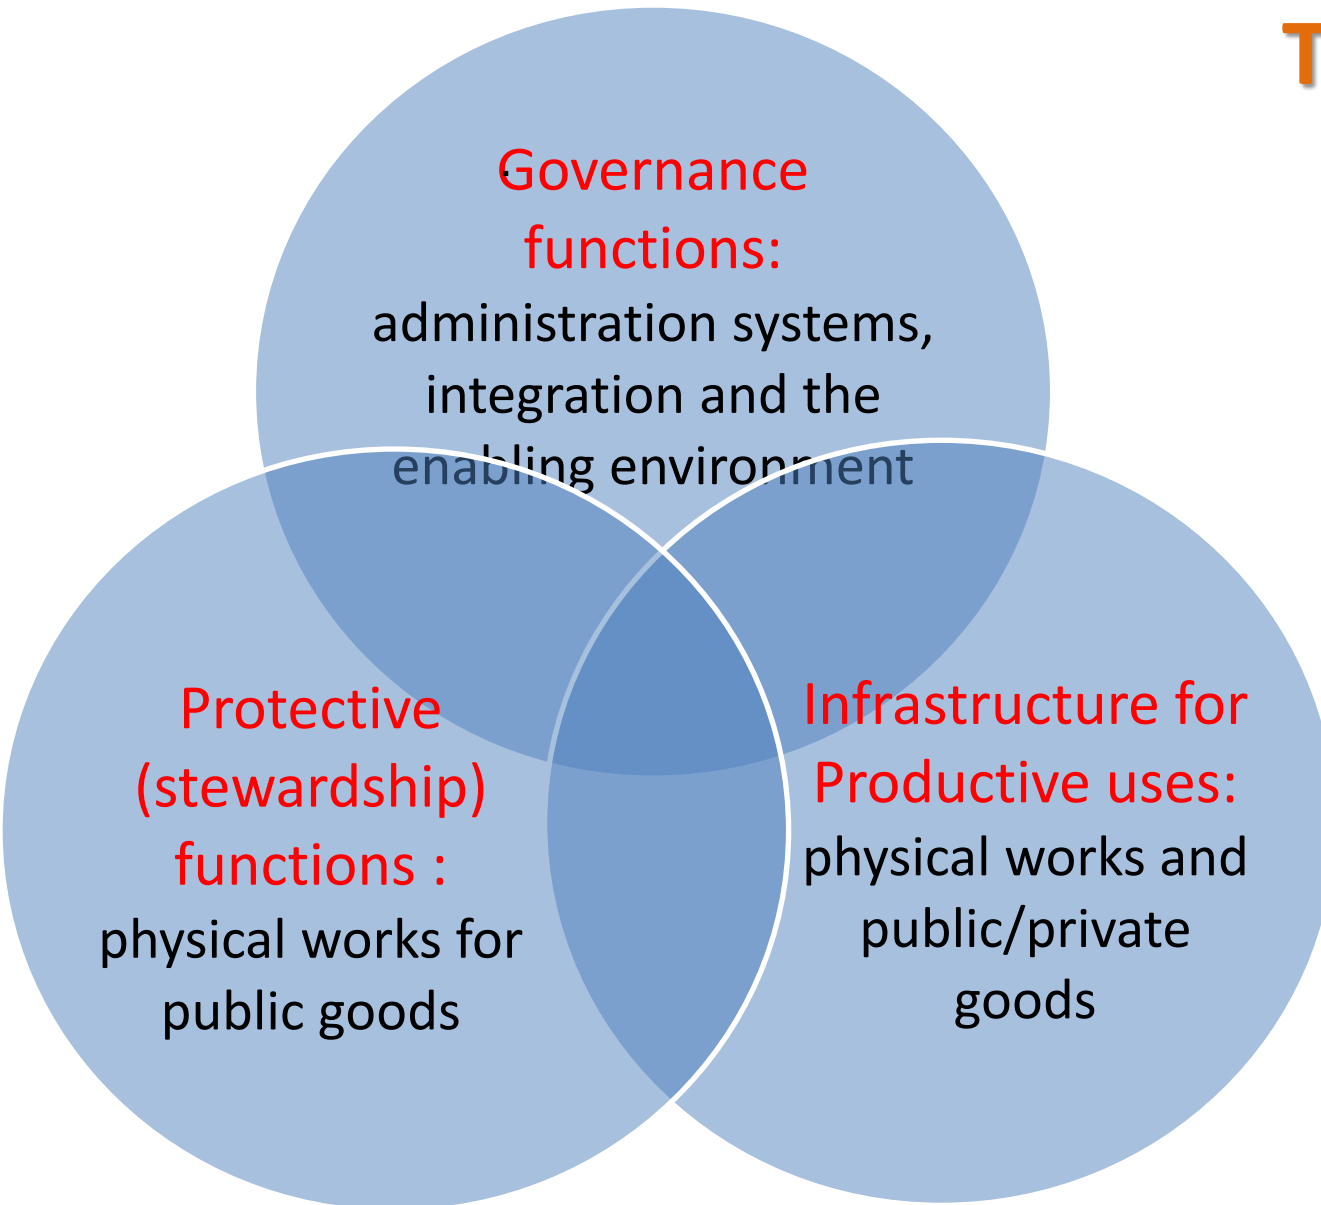 T
Governance
functions:
administration systems,
integration and the
enabling environment
Protective
(stewardship)
functions :
physical works for
public goods
Infrastructure for
Productive uses:
physical works and
public/private
goods